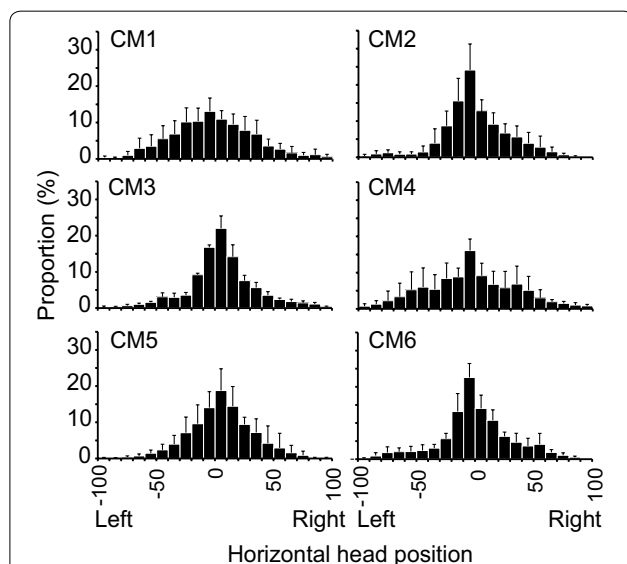 CM1 CM2
30
20
10
0
CM3 CM4
30
20
10
0
Proportion (%)
CM5 CM6
30
20
10
0
-100 -50 0 50 100 -100 -50 0 50 100
Left Right Left Right
Horizontal head position